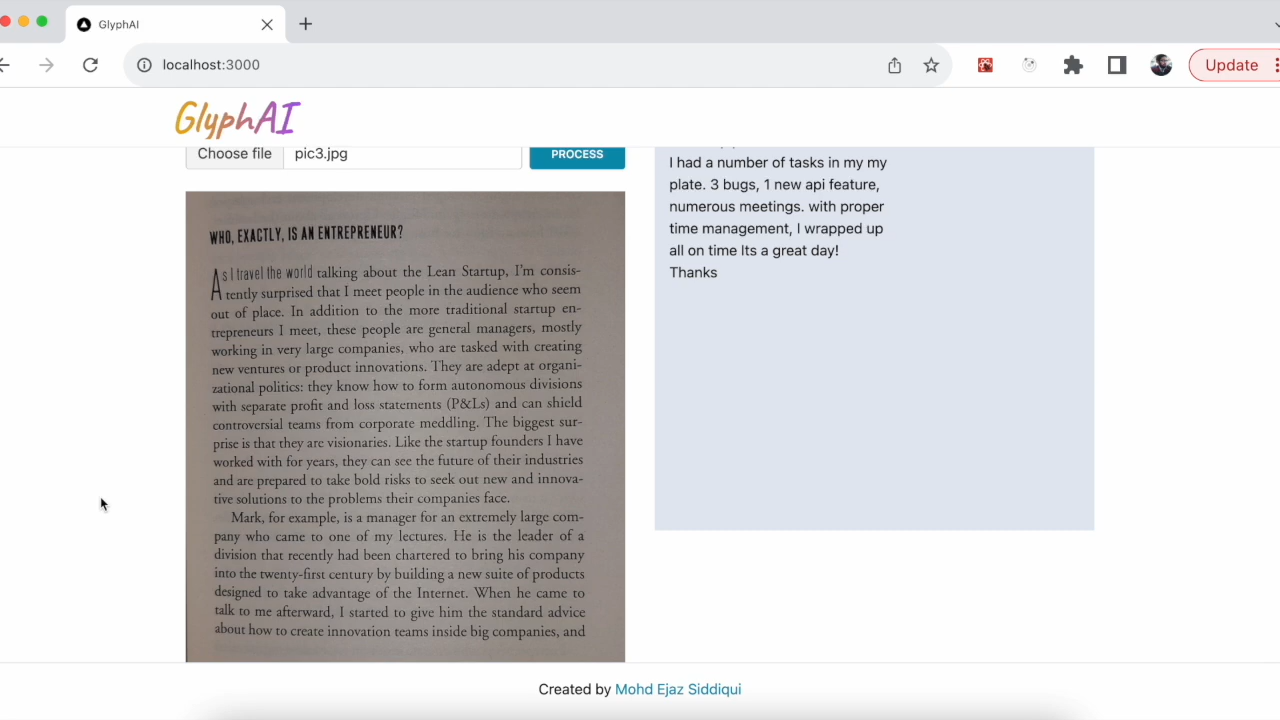 GlyphAI
localhost:3000
Update
GlyphAI
Choose file pic3.jpg
PROCESS
WHO, EXACTLY, IS AN ENTREPRENEUR?
As I travel the world talking about the Lean Startup, I'm consis-
tently surprised that I meet people in the audience who seem
out of place. In addition to the more traditional startup en-
trepreneurs I meet, these people are general managers, mostly
working in very large companies, who are tasked with creating
new ventures or product innovations. They are adept at organi-
zational politics: they know how to form autonomous divisions
with separate profit and loss statements (P&Ls) and can shield
controversial teams from corporate meddling. The biggest sur-
prise is that they are visionaries. Like the startup founders I have
worked with for years, they can see the future of their industries
and are prepared to take bold risks to seek out new and innova-
tive solutions to the problems their companies face.
Mark, for example, is a manager for an extremely large com-
pany who came to one of my lectures. He is the leader of a
division that recently had been chartered to bring his company
into the twenty-first century by building a new suite of products
designed to take advantage of the Internet. When he came to
talk to me afterward, I started to give him the standard advice
about how to create innovation teams inside big companies, and
I had a number of tasks in my my
plate. 3 bugs, 1 new api feature,
numerous meetings. with proper
time management, I wrapped up
all on time Its a great day!
Thanks
Created by Mohd Ejaz Siddiqui